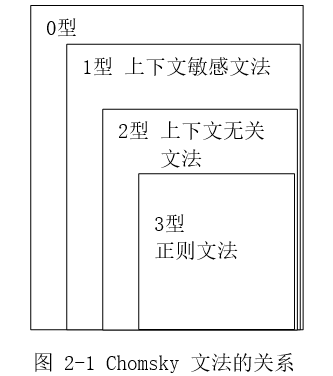 0型
1型 上下文敏感文法
2型 上下文无关
文法
3型
正则文法
图 2-1 Chomsky 文法的关系